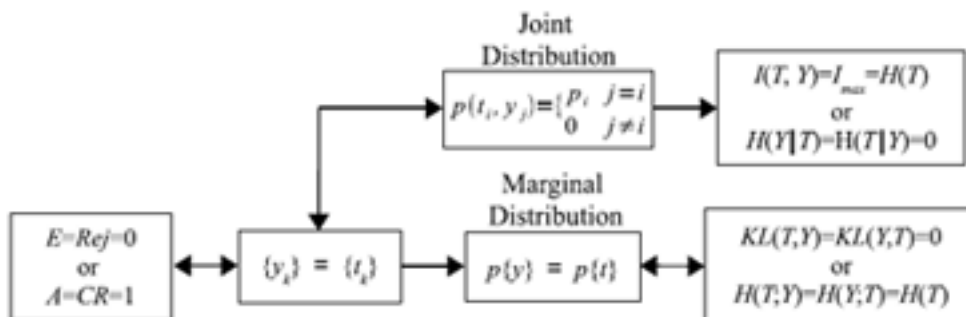 Joint
Distribution
p(t_i, y_j)={p_i j=i
0 j≠i
I(T, Y)=I_max=H(T)
or
H(Y|T)=H(T|Y)=0
Marginal
Distribution
E=Rej=0
or
A=CR=1
{y_k} = {t_k}
p{y} = p{t}
KL(T,Y)=KL(Y,T)=0
or
H(T;Y)=H(Y;T)=H(T)